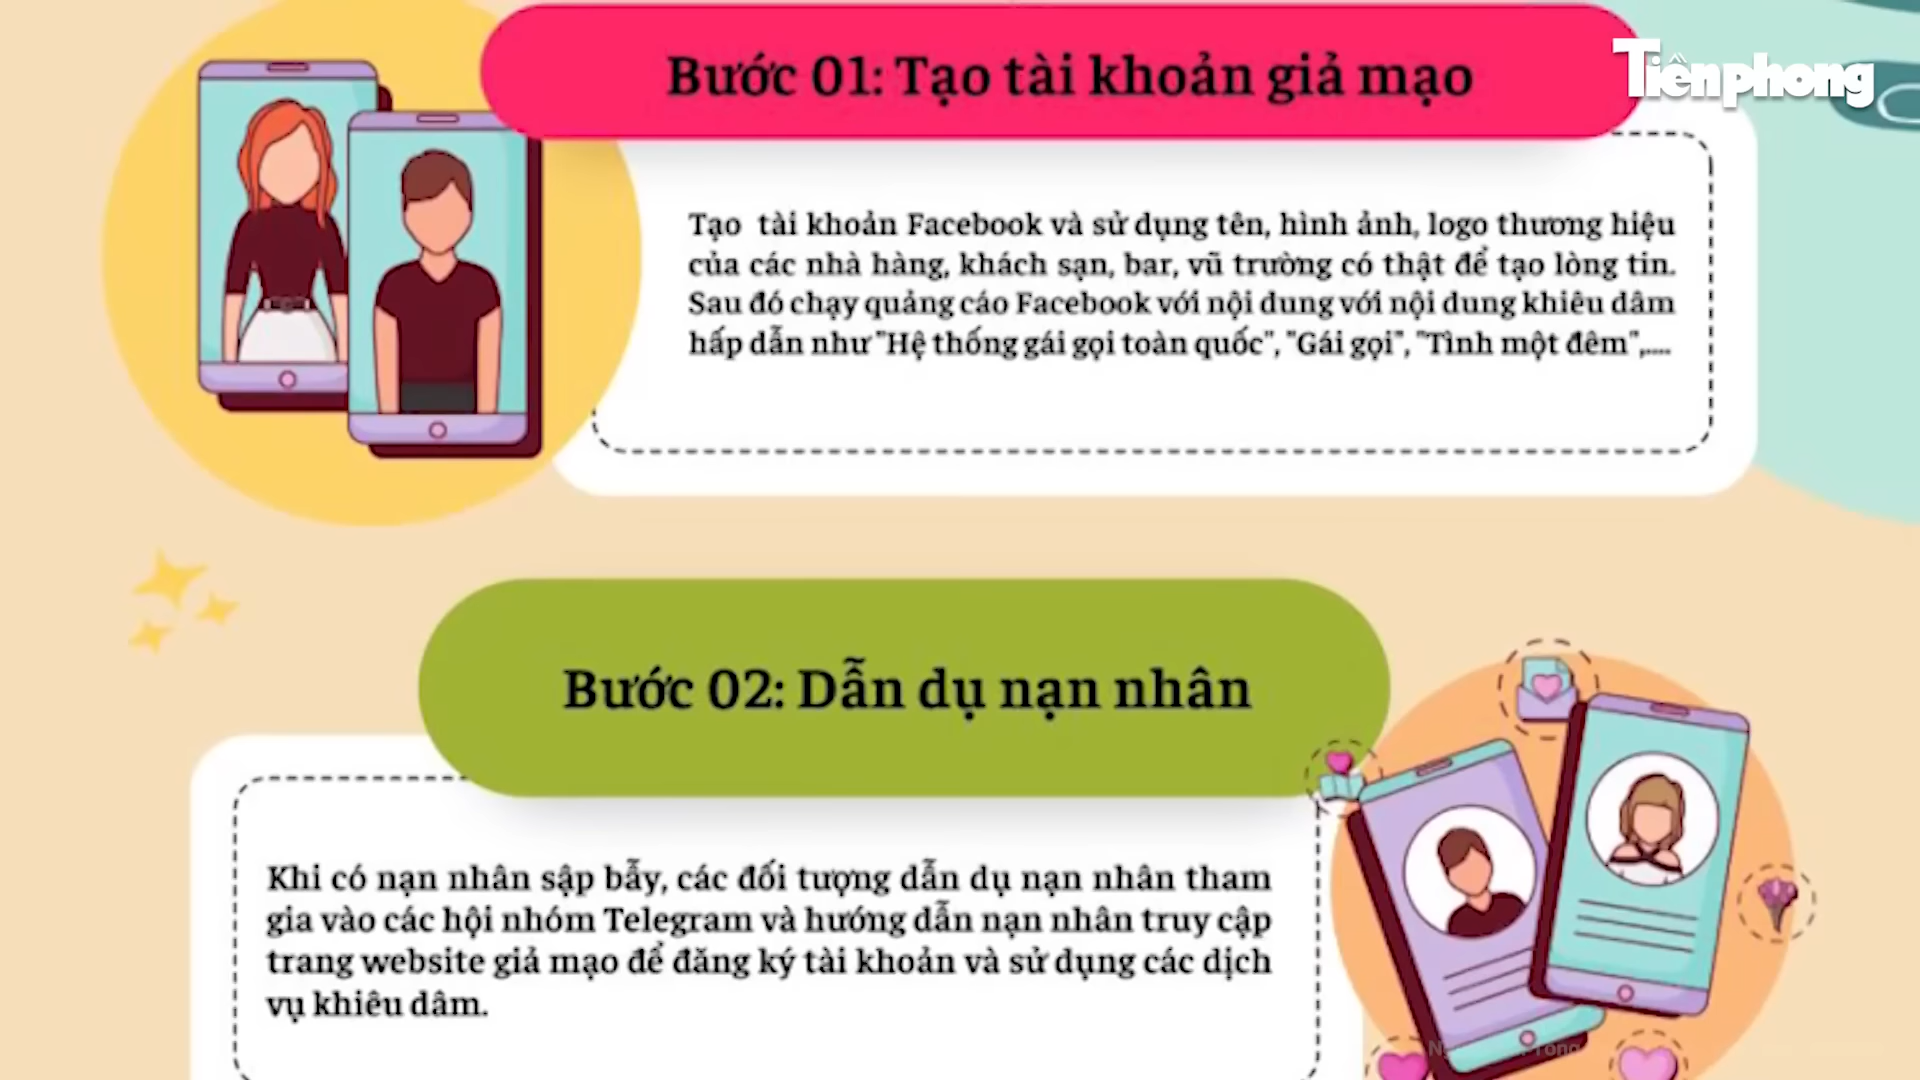 Bước 01: Tạo tài khoản giả mạo
Tiền phong
Tạo tài khoản Facebook và sử dụng tên, hình ảnh, logo thương hiệu
của các nhà hàng, khách sạn, bar, vũ trường có thật để tạo lòng tin.
Sau đó chạy quảng cáo Facebook với nội dung với nội dung khiêu dâm
hấp dẫn như "Hệ thống gái gọi toàn quốc", "Gái gọi", "Tình một đêm",....
Bước 02: Dẫn dụ nạn nhân
Khi có nạn nhân sập bẫy, các đối tượng dẫn dụ nạn nhân tham
gia vào các hội nhóm Telegram và hướng dẫn nạn nhân truy cập
trang website giả mạo để đăng ký tài khoản và sử dụng các dịch
vụ khiêu dâm.